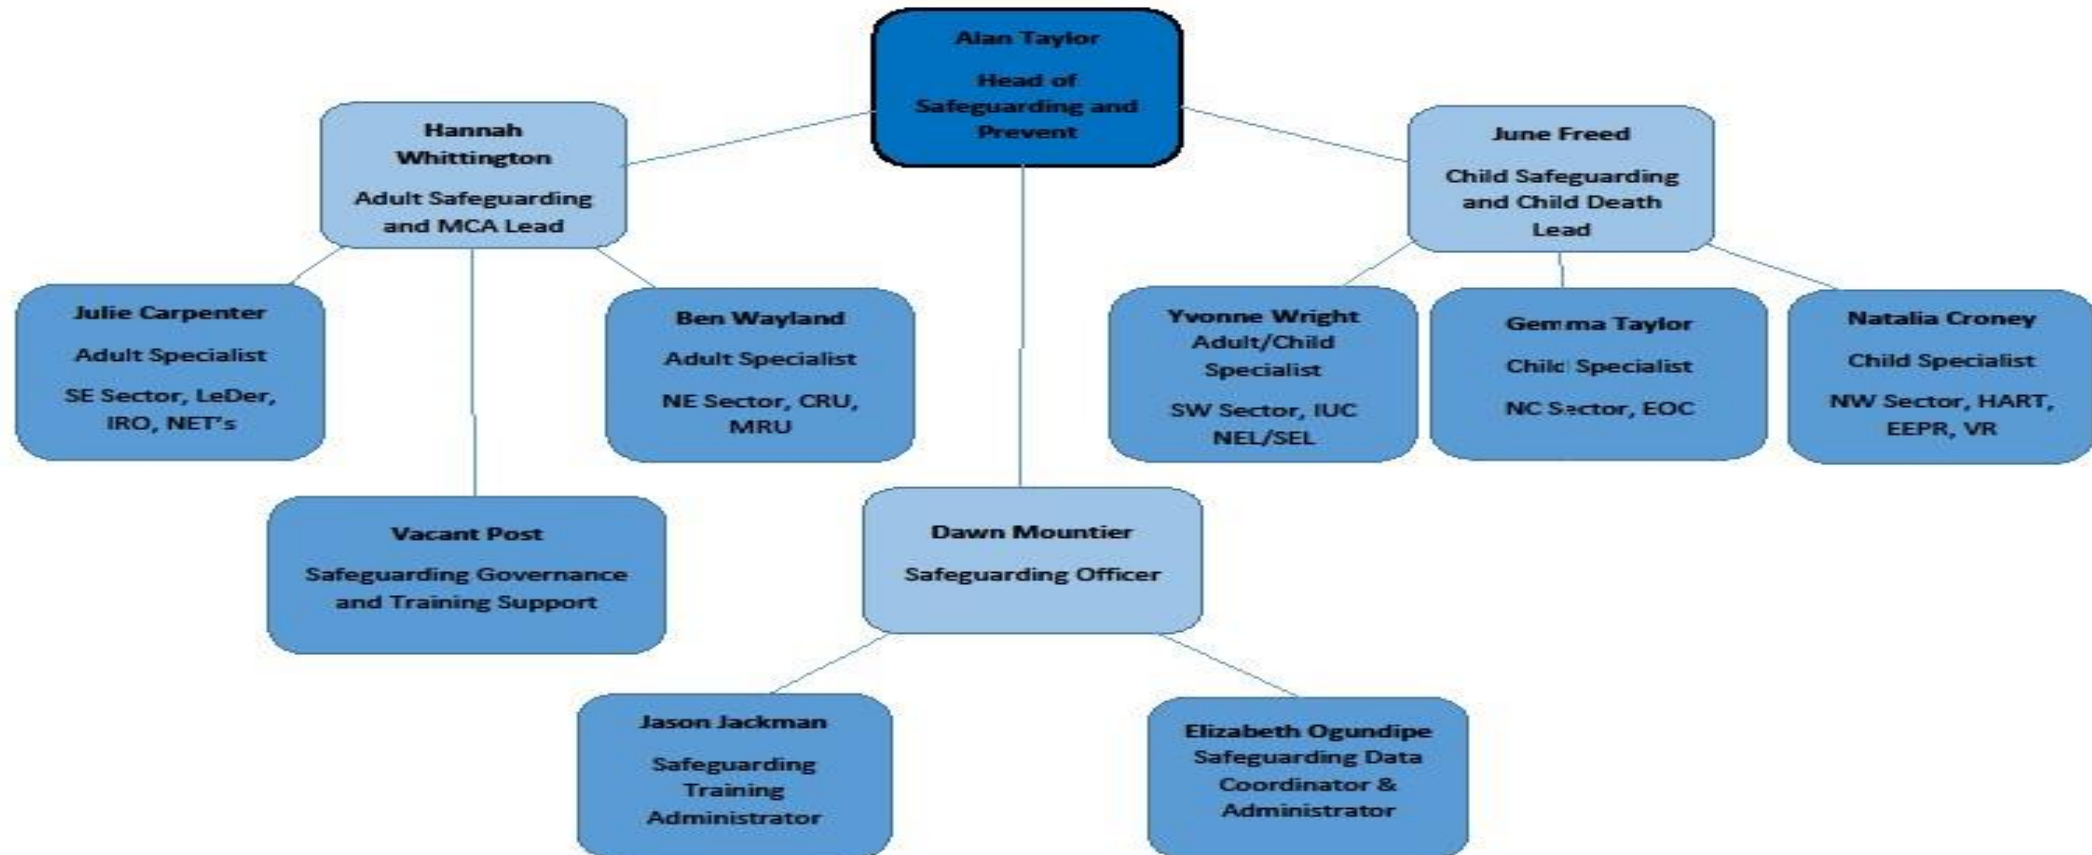 Alan Taylor
Head of
Safeguarding and
Prevent
Hannah
Whittington
Adult Safeguarding
and MCA Lead
June Freed
Child Safeguarding
and Child Death
Lead
Julie Carpenter
Adult Specialist
SE Sector, LeDer,
IRO, NET's
Ben Wayland
Adult Specialist
NE Sector, CRU,
MRU
Yvonne Wright
Adult/Child
Specialist
SW Sector, IUC
NEL/SEL
Gemma Taylor
Child Specialist
NC Sector, EOC
Natalia Croney
Child Specialist
NW Sector, HART,
EEPR, VR
Vacant Post
Safeguarding Governance
and Training Support
Dawn Mountier
Safeguarding Officer
Jason Jackman
Safeguarding
Training
Administrator
Elizabeth Ogundipe
Safeguarding Data
Coordinator &
Administrator